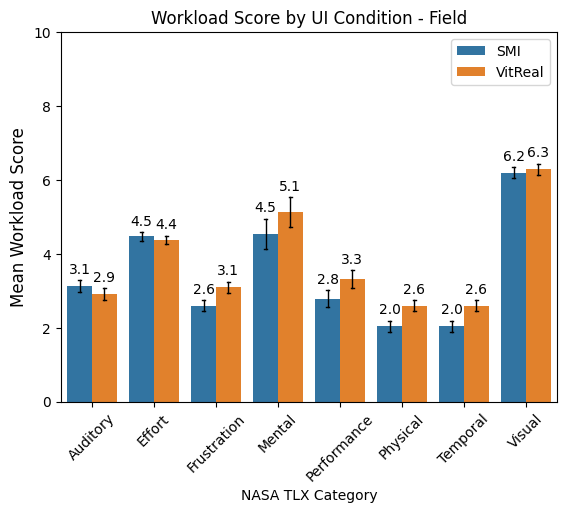 Workload Score by UI Condition - Field
SMI
VitReal
Mean Workload Score
10
8
6
4
2
0
3.1 2.9
4.5 4.4
2.6 3.1
4.5 5.1
2.8 3.3
2.0 2.6
2.0 2.6
6.2 6.3
Auditory
Effort
Frustration
Mental
Performance
Physical
Temporal
Visual
NASA TLX Category